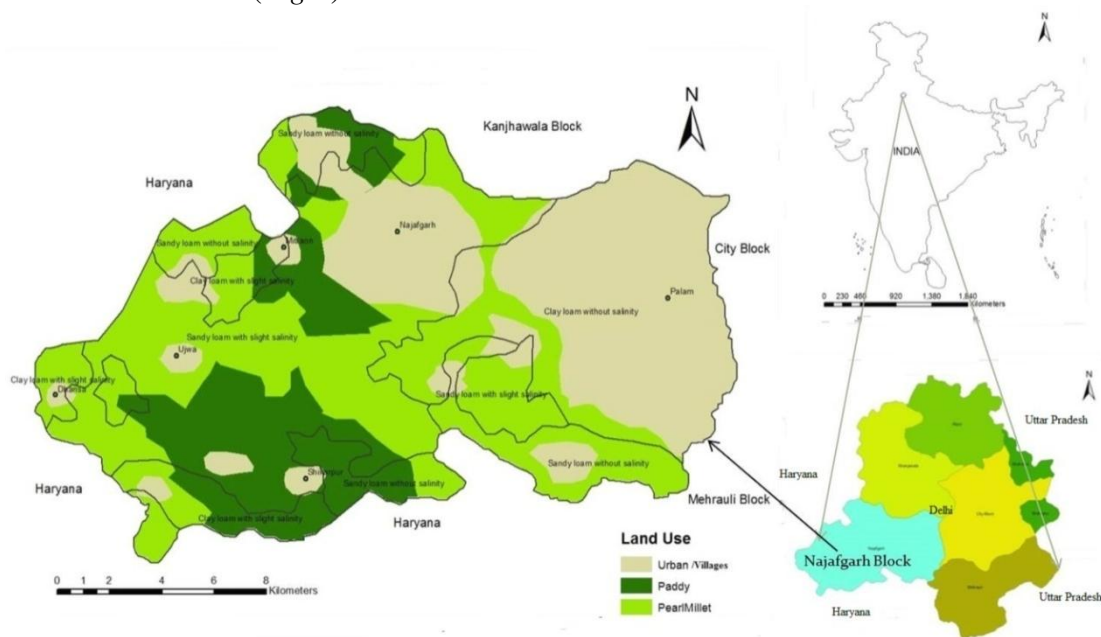 N
Kanjhawala Block
Sandy loam without salinity
Haryana
Najafgarh
City Block
Sandy loam without salinity
Clay loam with slight salinity
Palam
Clay loam without salinity
Sandy loam with slight salinity
Ujwa
Clay loam with slight salinity
Sandy loam with slight salinity
Sandy loam without salinity
Shikarpur
Sandy loam without salinity
Haryana
Haryana
Mehrauli Block
Clay loam with slight salinity
Land Use
Urban /Villages
Paddy
PearlMillet
0 1 2 4 6 8
Kilometers
N
INDIA
0 230 460 920 1,380 1,840
Kilometers
N
Uttar Pradesh
Haryana
Delhi
City Block
Najafgarh Block
Uttar Pradesh
Haryana